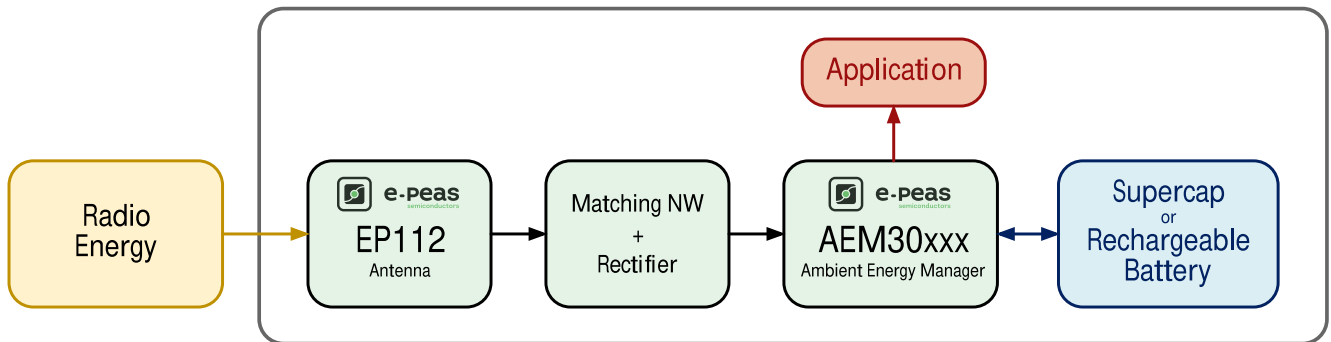 Application
Radio
Energy
e-peas
semiconductors
EP112
Antenna
Matching NW
+
Rectifier
e-peas
semiconductors
AEM30xxx
Ambient Energy Manager
Supercap
or
Rechargeable
Battery